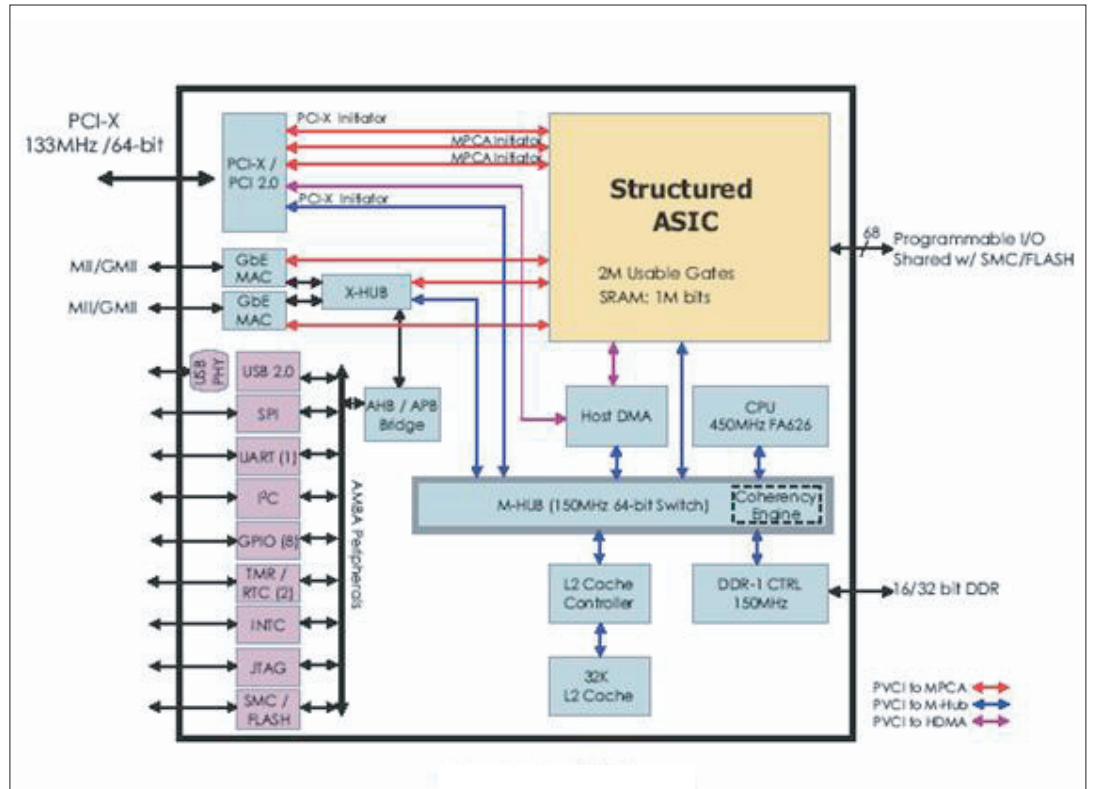 PCI-X
133MHz /64-bit
PCI-X /
PCI 2.0
PCI-X Initiator
MPCA Initiator
MPCA Initiator
PCI-X Initiator
Structured
ASIC
2M Usable Gates
SRAM: 1M bits
68
Programmable I/O
Shared w/ SMC/FLASH
MII/GMII
GbE
MAC
MII/GMII
GbE
MAC
X-HUB
USB
PHY
USB 2.0
SPI
UART (1)
I²C
GPIO (8)
TMR /
RTC (2)
INTC
JTAG
SMC /
FLASH
AMBA Peripherals
AHB / APB
Bridge
Host DMA
CPU
450MHz FA626
M-HUB (150MHz 64-bit Switch)
Coherency
Engine
L2 Cache
Controller
DDR-1 CTRL
150MHz
16/32 bit DDR
32K
L2 Cache
PVCI to MPCA
PVCI to M-Hub
PVCI to HDMA